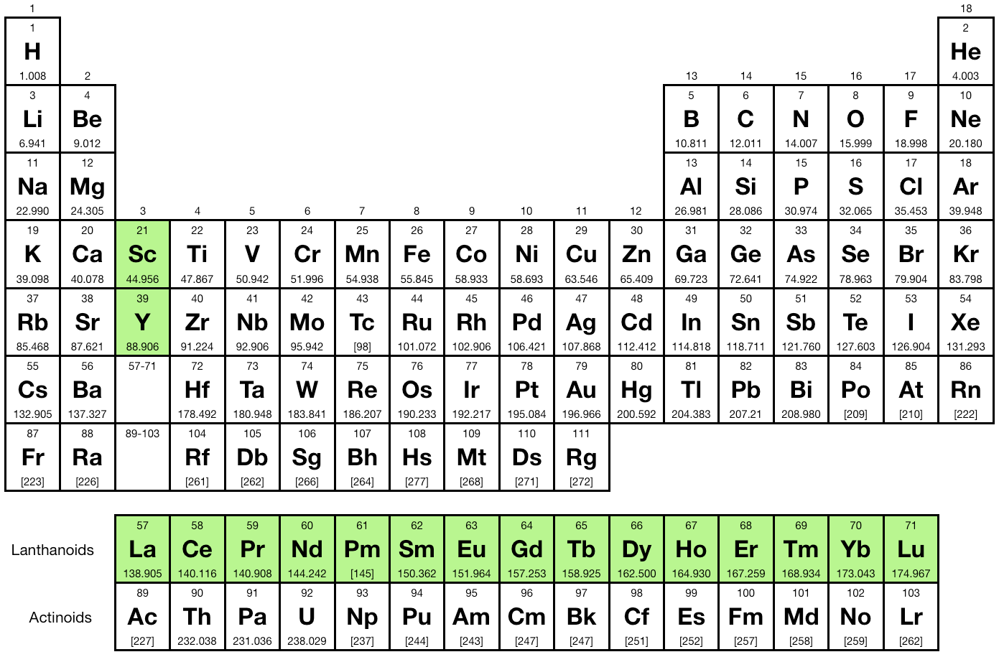 1 18
1 2
H He
1.008 2 13 14 15 16 17 4.003
3 4 5 6 7 8 9 10
Li Be B C N O F Ne
6.941 9.012 10.811 12.011 14.007 15.999 18.998 20.180
11 12 13 14 15 16 17 18
Na Mg Al Si P S Cl Ar
22.990 24.305 3 4 5 6 7 8 9 10 11 12 26.981 28.086 30.974 32.065 35.453 39.948
19 20 21 22 23 24 25 26 27 28 29 30 31 32 33 34 35 36
K Ca Sc Ti V Cr Mn Fe Co Ni Cu Zn Ga Ge As Se Br Kr
39.098 40.078 44.956 47.867 50.942 51.996 54.938 55.845 58.933 58.693 63.546 65.409 69.723 72.641 74.922 78.963 79.904 83.798
37 38 39 40 41 42 43 44 45 46 47 48 49 50 51 52 53 54
Rb Sr Y Zr Nb Mo Tc Ru Rh Pd Ag Cd In Sn Sb Te I Xe
85.468 87.621 88.906 91.224 92.906 95.942 [98] 101.072 102.906 106.421 107.868 112.412 114.818 118.711 121.760 127.603 126.904 131.293
55 56 57-71 72 73 74 75 76 77 78 79 80 81 82 83 84 85 86
Cs Ba Hf Ta W Re Os Ir Pt Au Hg Tl Pb Bi Po At Rn
132.905 137.327 178.492 180.948 183.841 186.207 190.233 192.217 195.084 196.966 200.592 204.383 207.21 208.980 [209] [210] [222]
87 88 89-103 104 105 106 107 108 109 110 111
Fr Ra Rf Db Sg Bh Hs Mt Ds Rg
[223] [226] [261] [262] [266] [264] [277] [268] [271] [272]
57 58 59 60 61 62 63 64 65 66 67 68 69 70 71
Lanthanoids La Ce Pr Nd Pm Sm Eu Gd Tb Dy Ho Er Tm Yb Lu
138.905 140.116 140.908 144.242 [145] 150.362 151.964 157.253 158.925 162.500 164.930 167.259 168.934 173.043 174.967
89 90 91 92 93 94 95 96 97 98 99 100 101 102 103
Actinoids Ac Th Pa U Np Pu Am Cm Bk Cf Es Fm Md No Lr
[227] 232.038 231.036 238.029 [237] [244] [243] [247] [247] [251] [252] [257] [258] [259] [262]